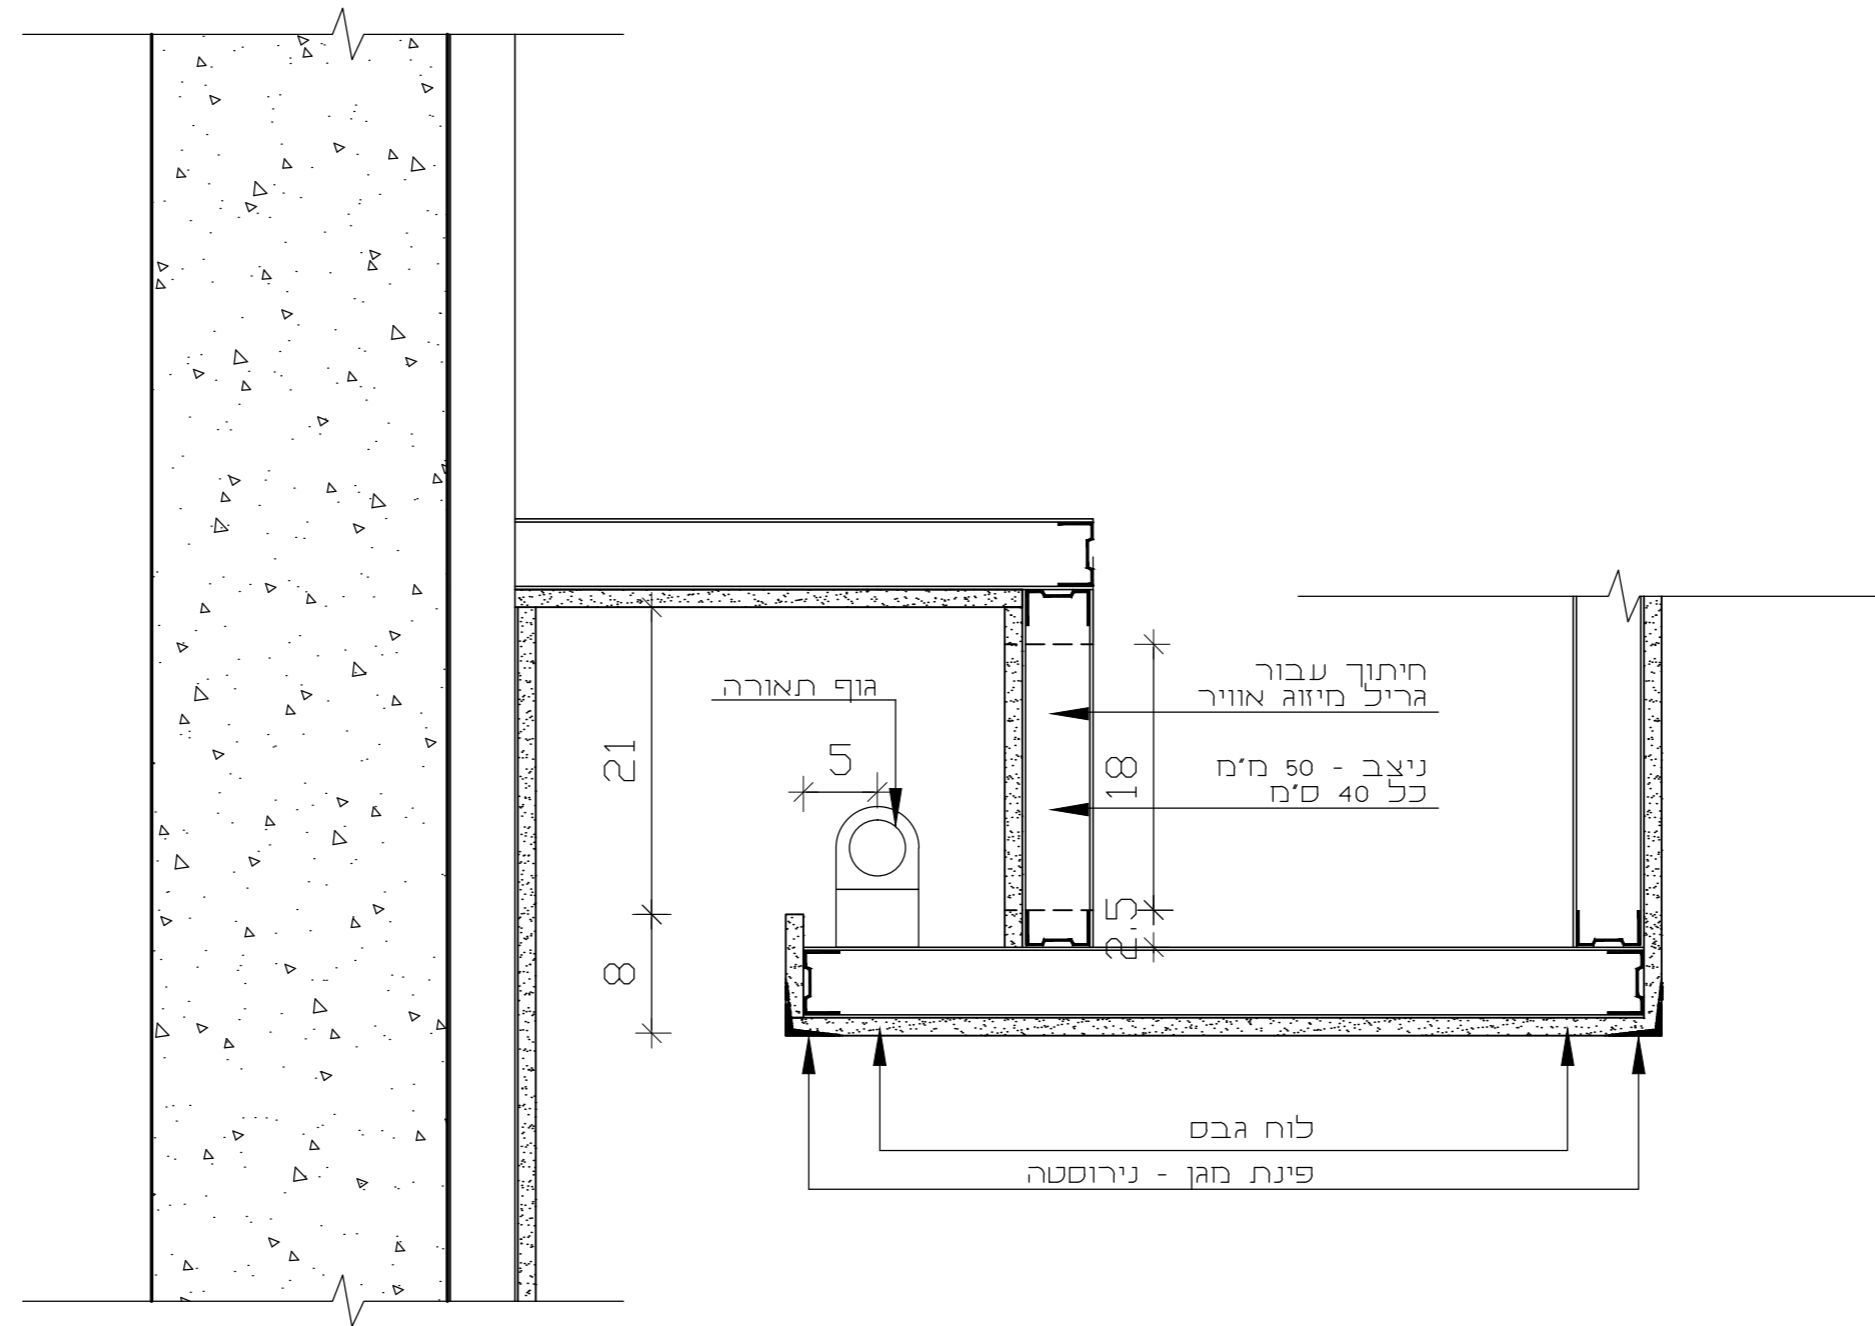 חיתוך עבור
גריל מיזוג אוויר
גוף תאורה
21
5
18
ניצב - 50 מ'מ
כל 40 ס'מ
2.5
8
לוח גבס
פינת מגן - נירוסטה